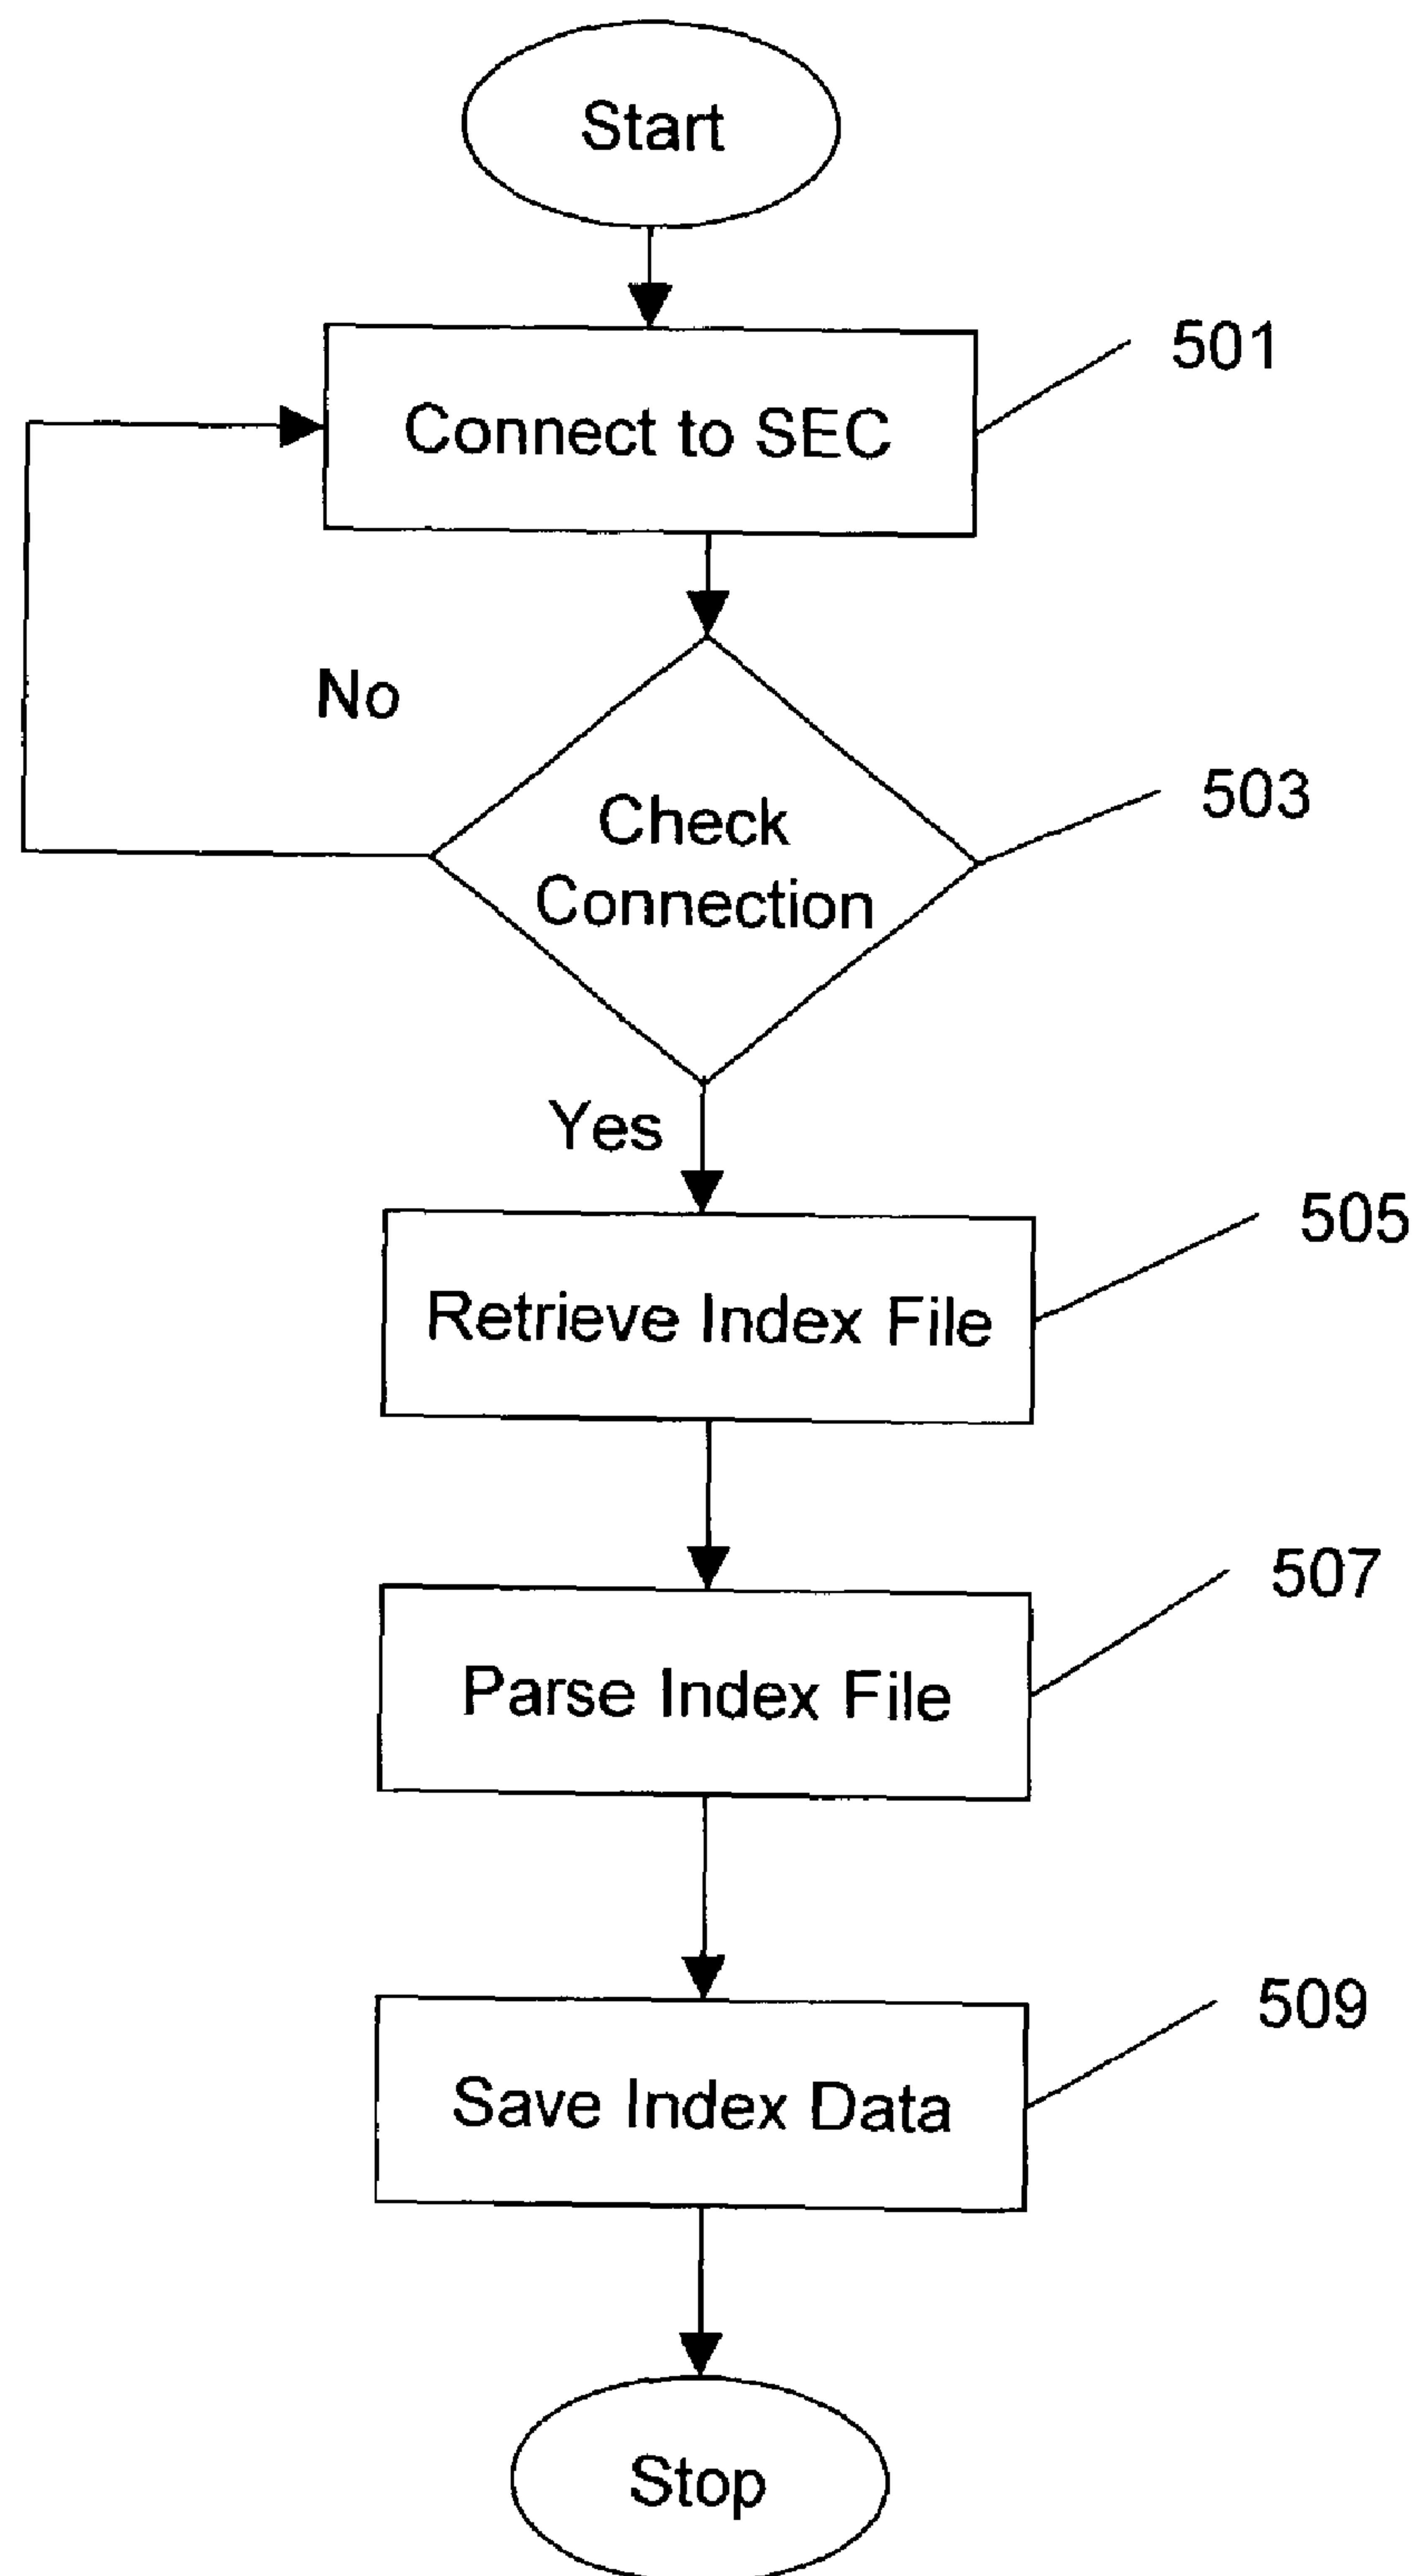 Start
501
Connect to SEC
No
503
Check
Connection
Yes
505
Retrieve Index File
507
Parse Index File
509
Save Index Data
Stop